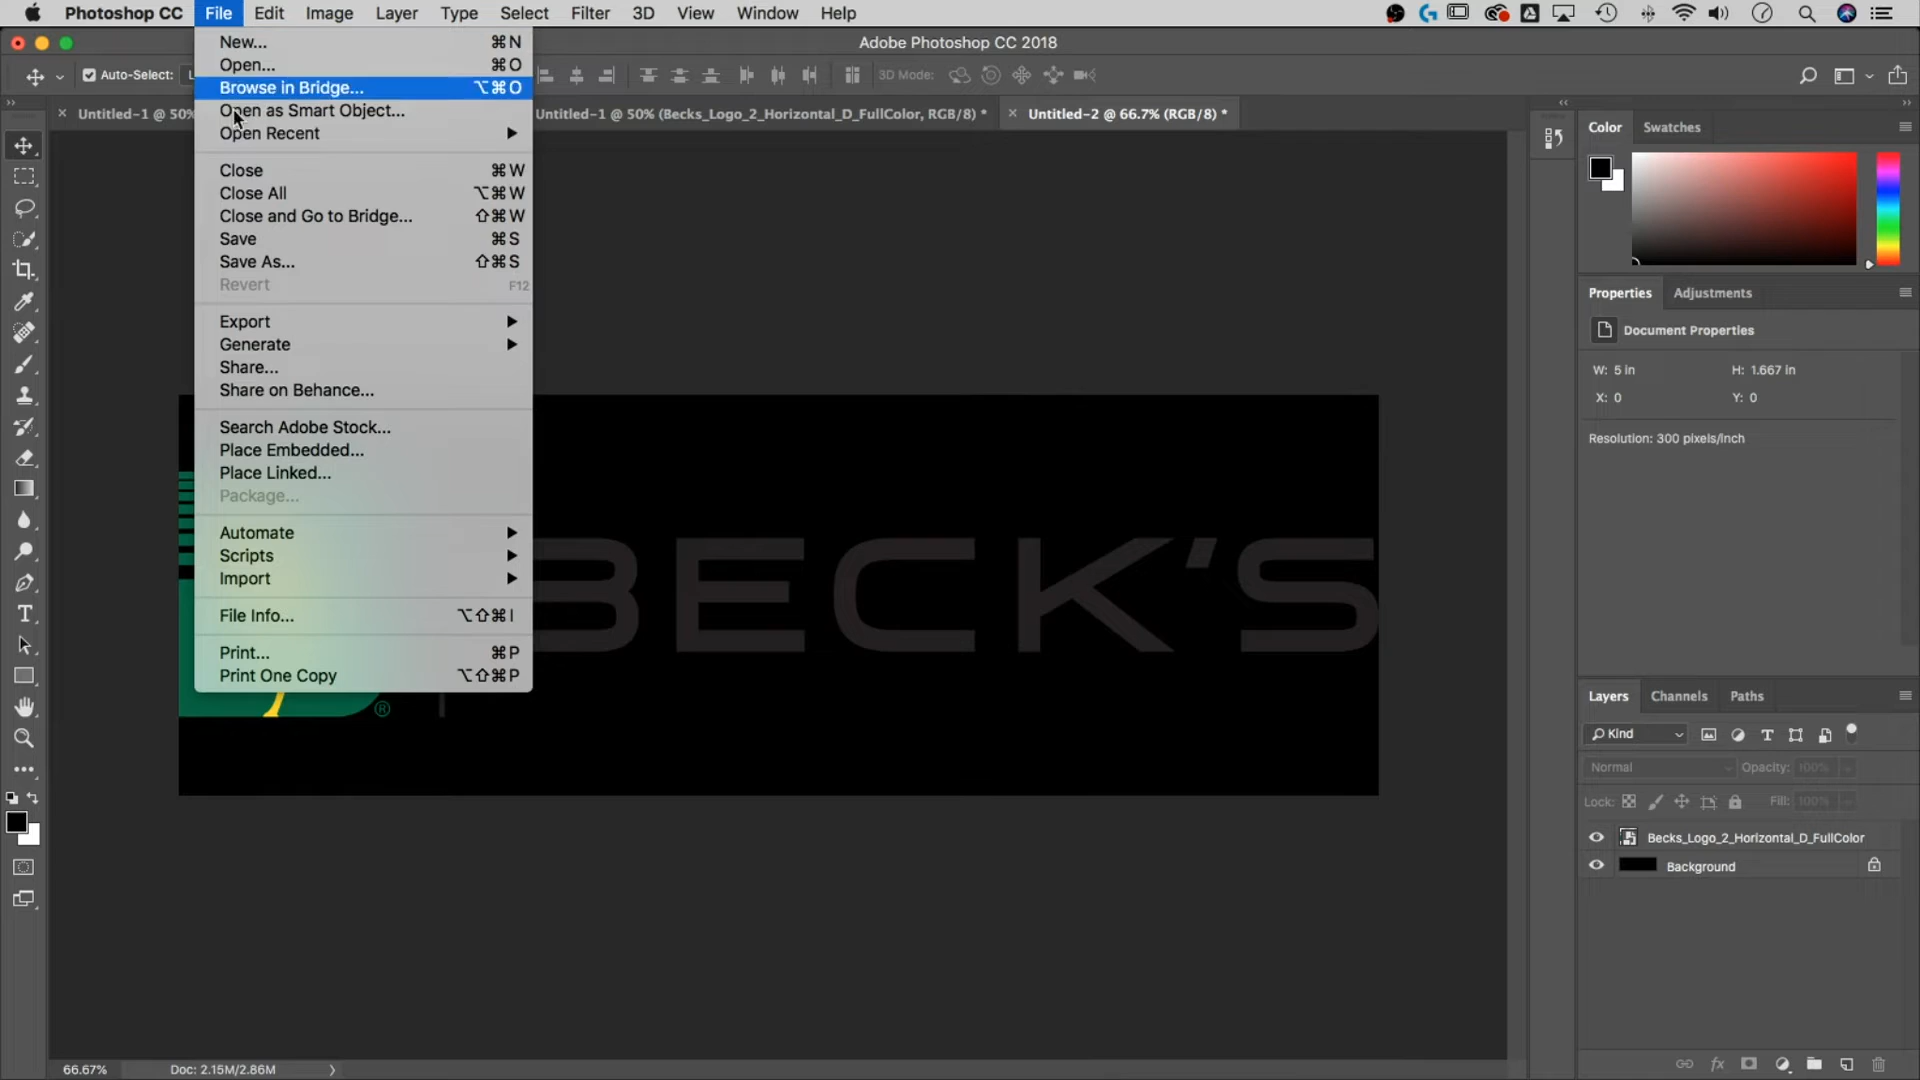 Photoshop CC File Edit Image Layer Type Select Filter 3D View Window Help
Adobe Photoshop CC 2018
Auto-Select:
3D Mode:
Untitled-1 @ 50%
Untitled-1 @ 50% (Becks_Logo_2_Horizontal_D_FullColor, RGB/8) *
Untitled-2 @ 66.7% (RGB/8) *
New... ⌘N
Open... ⌘O
Browse in Bridge... ⌥⌘O
Open as Smart Object...
Open Recent
Close ⌘W
Close All ⌥⌘W
Close and Go to Bridge... ⇧⌘W
Save ⌘S
Save As... ⇧⌘S
Revert F12
Export
Generate
Share...
Share on Behance...
Search Adobe Stock...
Place Embedded...
Place Linked...
Package...
Automate
Scripts
Import
File Info... ⌥⇧⌘I
Print... ⌘P
Print One Copy ⌥⇧⌘P
BECK'S
®
Color Swatches
Properties Adjustments
Document Properties
W: 5 in H: 1.667 in
X: 0 Y: 0
Resolution: 300 pixels/inch
Layers Channels Paths
Kind
Normal Opacity: 100%
Lock: Fill: 100%
Becks_Logo_2_Horizontal_D_FullColor
Background
66.67% Doc: 2.15M/2.86M